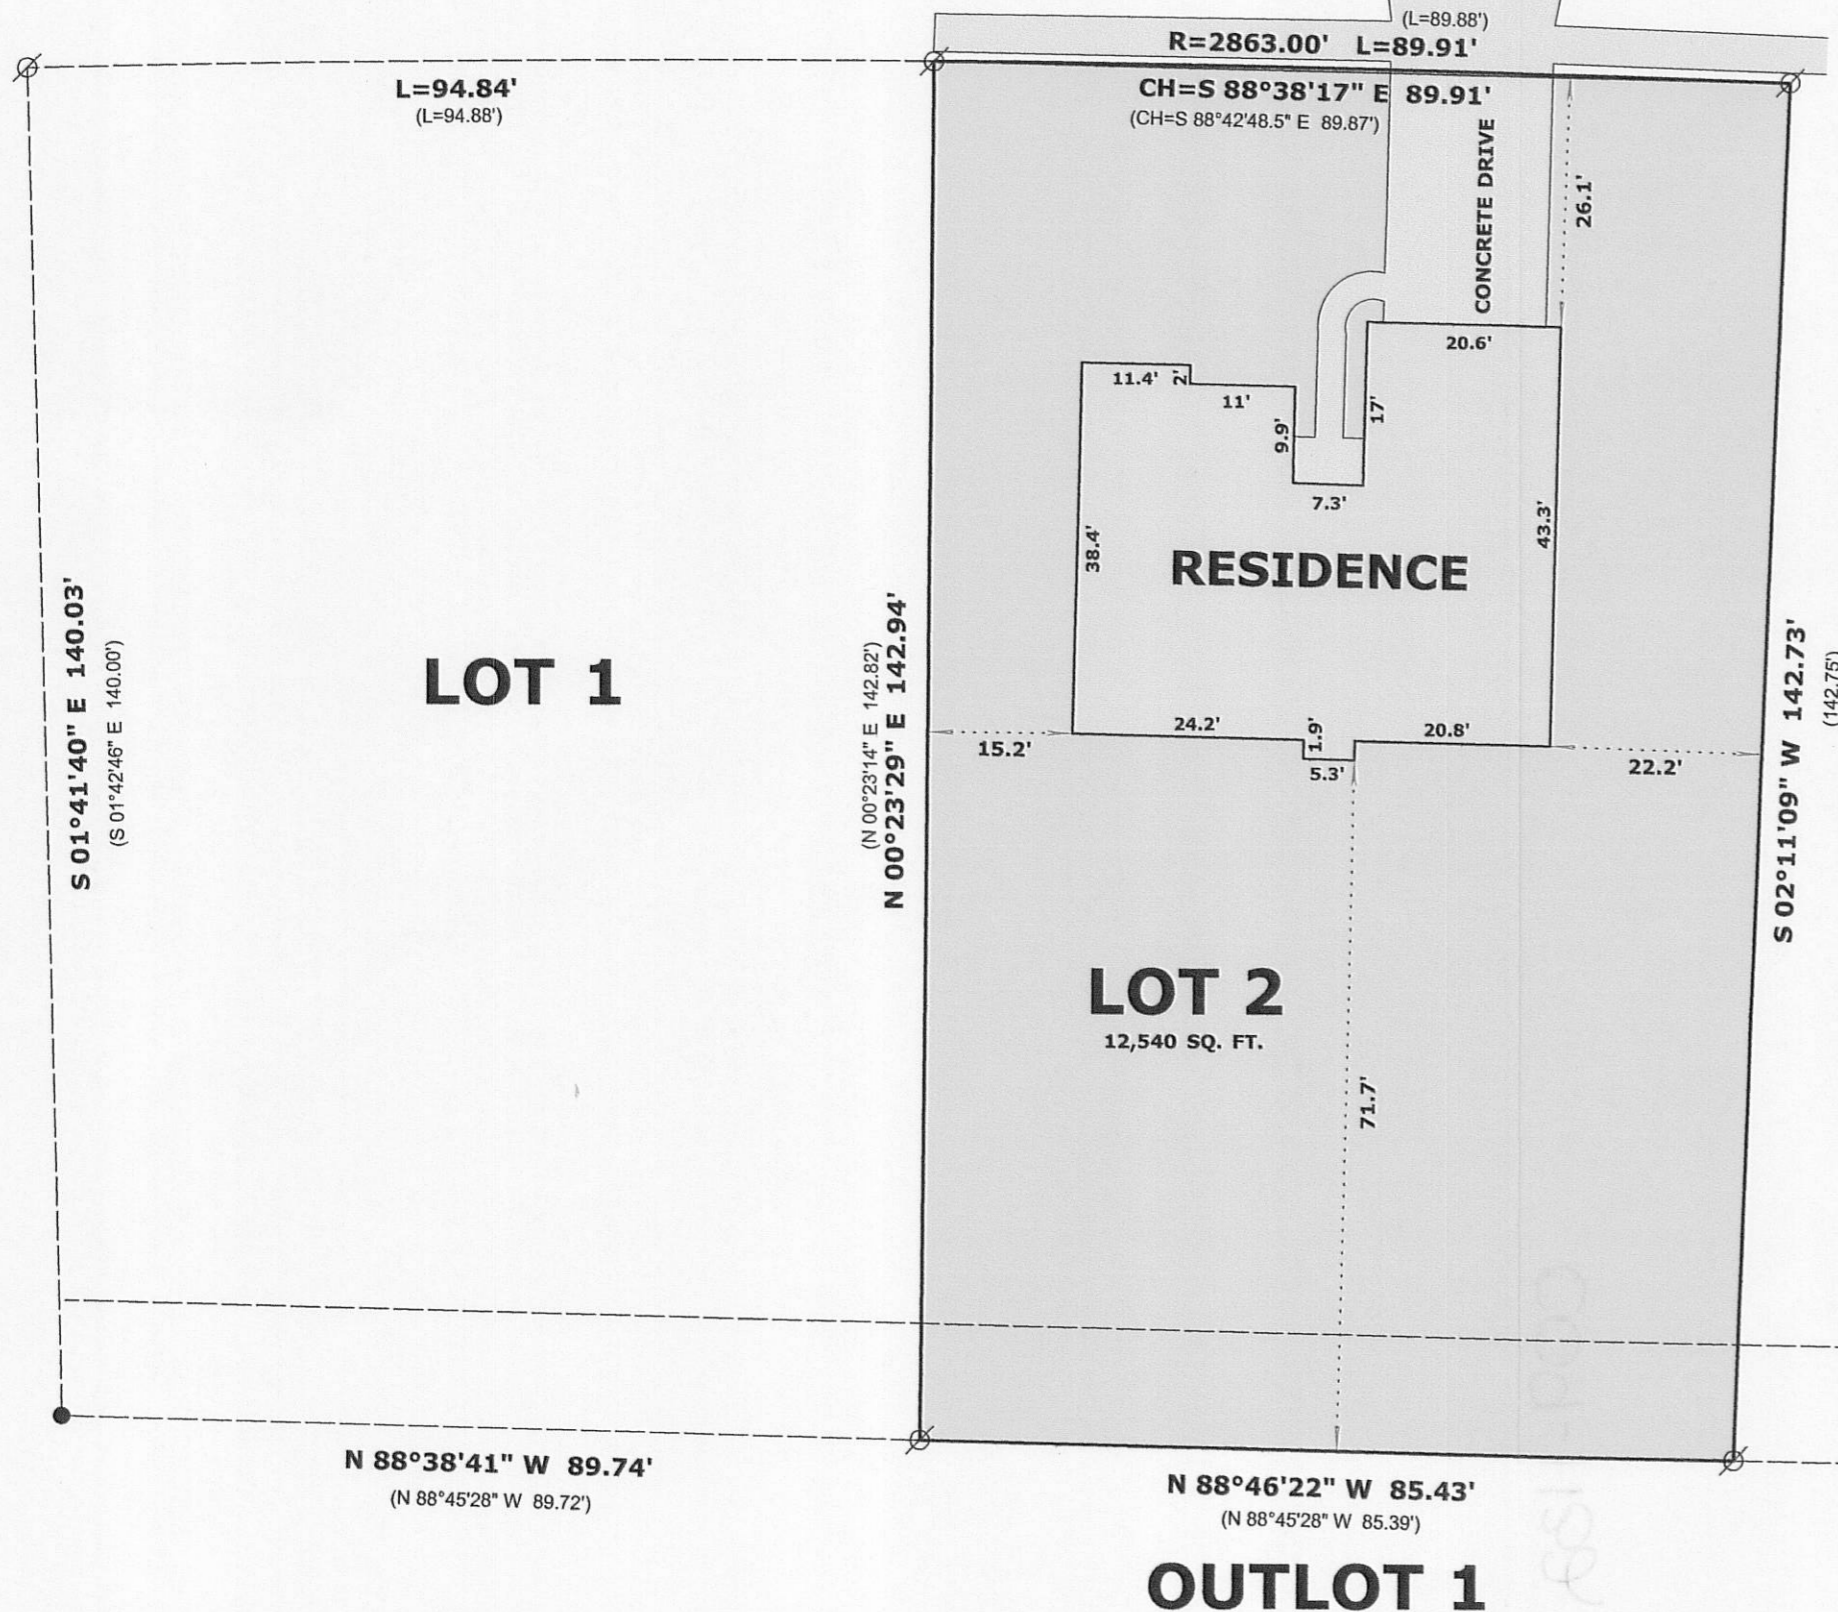 (L=89.88')
R=2863.00' L=89.91'
L=94.84'
(L=94.88')
CH=S 88°38'17" E 89.91'
(CH=S 88°42'48.5" E 89.87')
CONCRETE DRIVE
26.1'
20.6'
11.4'
2'
11'
9.9'
17'
7.3'
38.4'
43.3'
RESIDENCE
S 01°41'40" E 140.03'
(S 01°42'46" E 140.00')
LOT 1
(N 00°23'14" E 142.82')
N 00°23'29" E 142.94'
S 02°11'09" W 142.73'
(142.75')
24.2'
1.9'
20.8'
15.2'
5.3'
22.2'
LOT 2
12,540 SQ. FT.
71.7'
N 88°38'41" W 89.74'
(N 88°45'28" W 89.72')
N 88°46'22" W 85.43'
(N 88°45'28" W 85.39')
OUTLOT 1